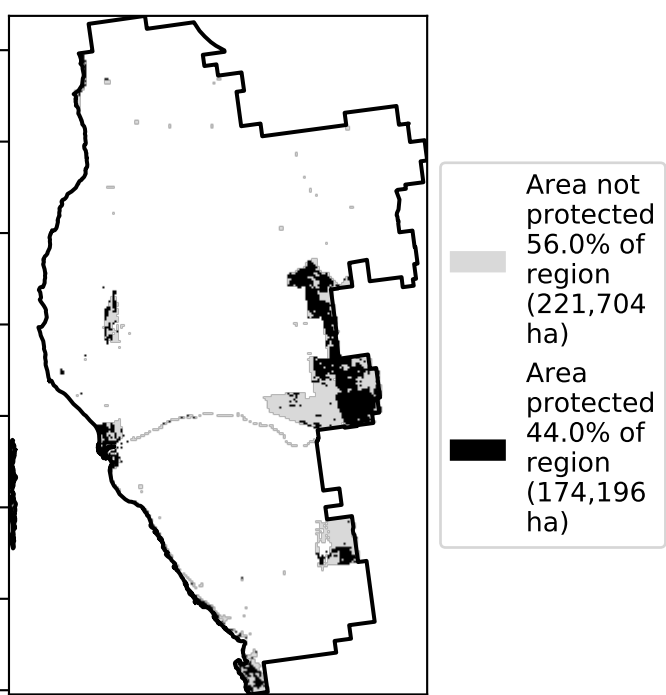 Area not
protected
56.0% of
region
(221,704
ha)
Area
protected
44.0% of
region
(174,196
ha)